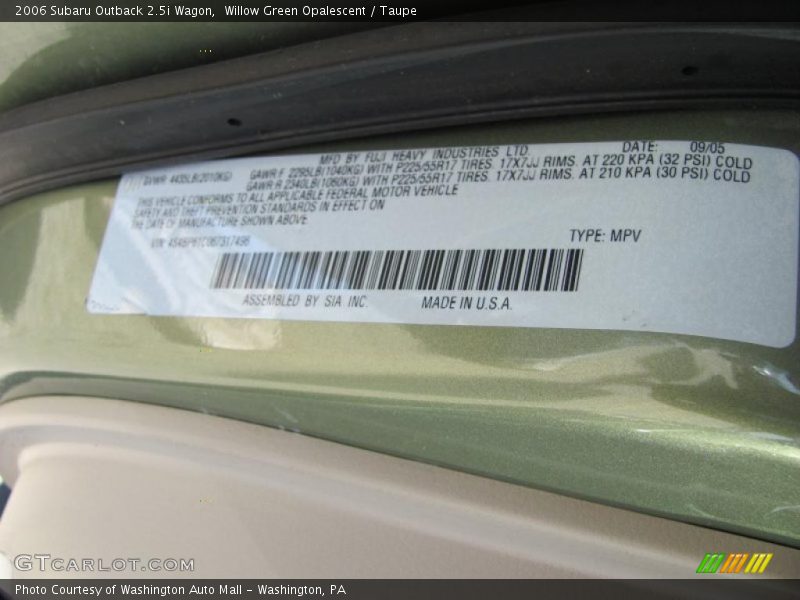 2006 Subaru Outback 2.5i Wagon,  Willow Green Opalescent / Taupe
MFD BY FUJI HEAVY INDUSTRIES LTD. DATE: 09/05
GVWR 4435LB(2010KG) GAWR F 2295LB(1040KG) WITH P225/55R17 TIRES. 17X7JJ RIMS. AT 220 KPA (32 PSI) COLD
GAWR R 2340LB(1060KG) WITH P225/55R17 TIRES. 17X7JJ RIMS. AT 210 KPA (30 PSI) COLD
THIS VEHICLE CONFORMS TO ALL APPLICABLE FEDERAL MOTOR VEHICLE
SAFETY AND THEFT PREVENTION STANDARDS IN EFFECT ON
THE DATE OF MANUFACTURE SHOWN ABOVE
VIN: TYPE: MPV
ASSEMBLED BY SIA INC. MADE IN U.S.A.
GTCARLOT.COM
Photo Courtesy of Washington Auto Mall - Washington, PA